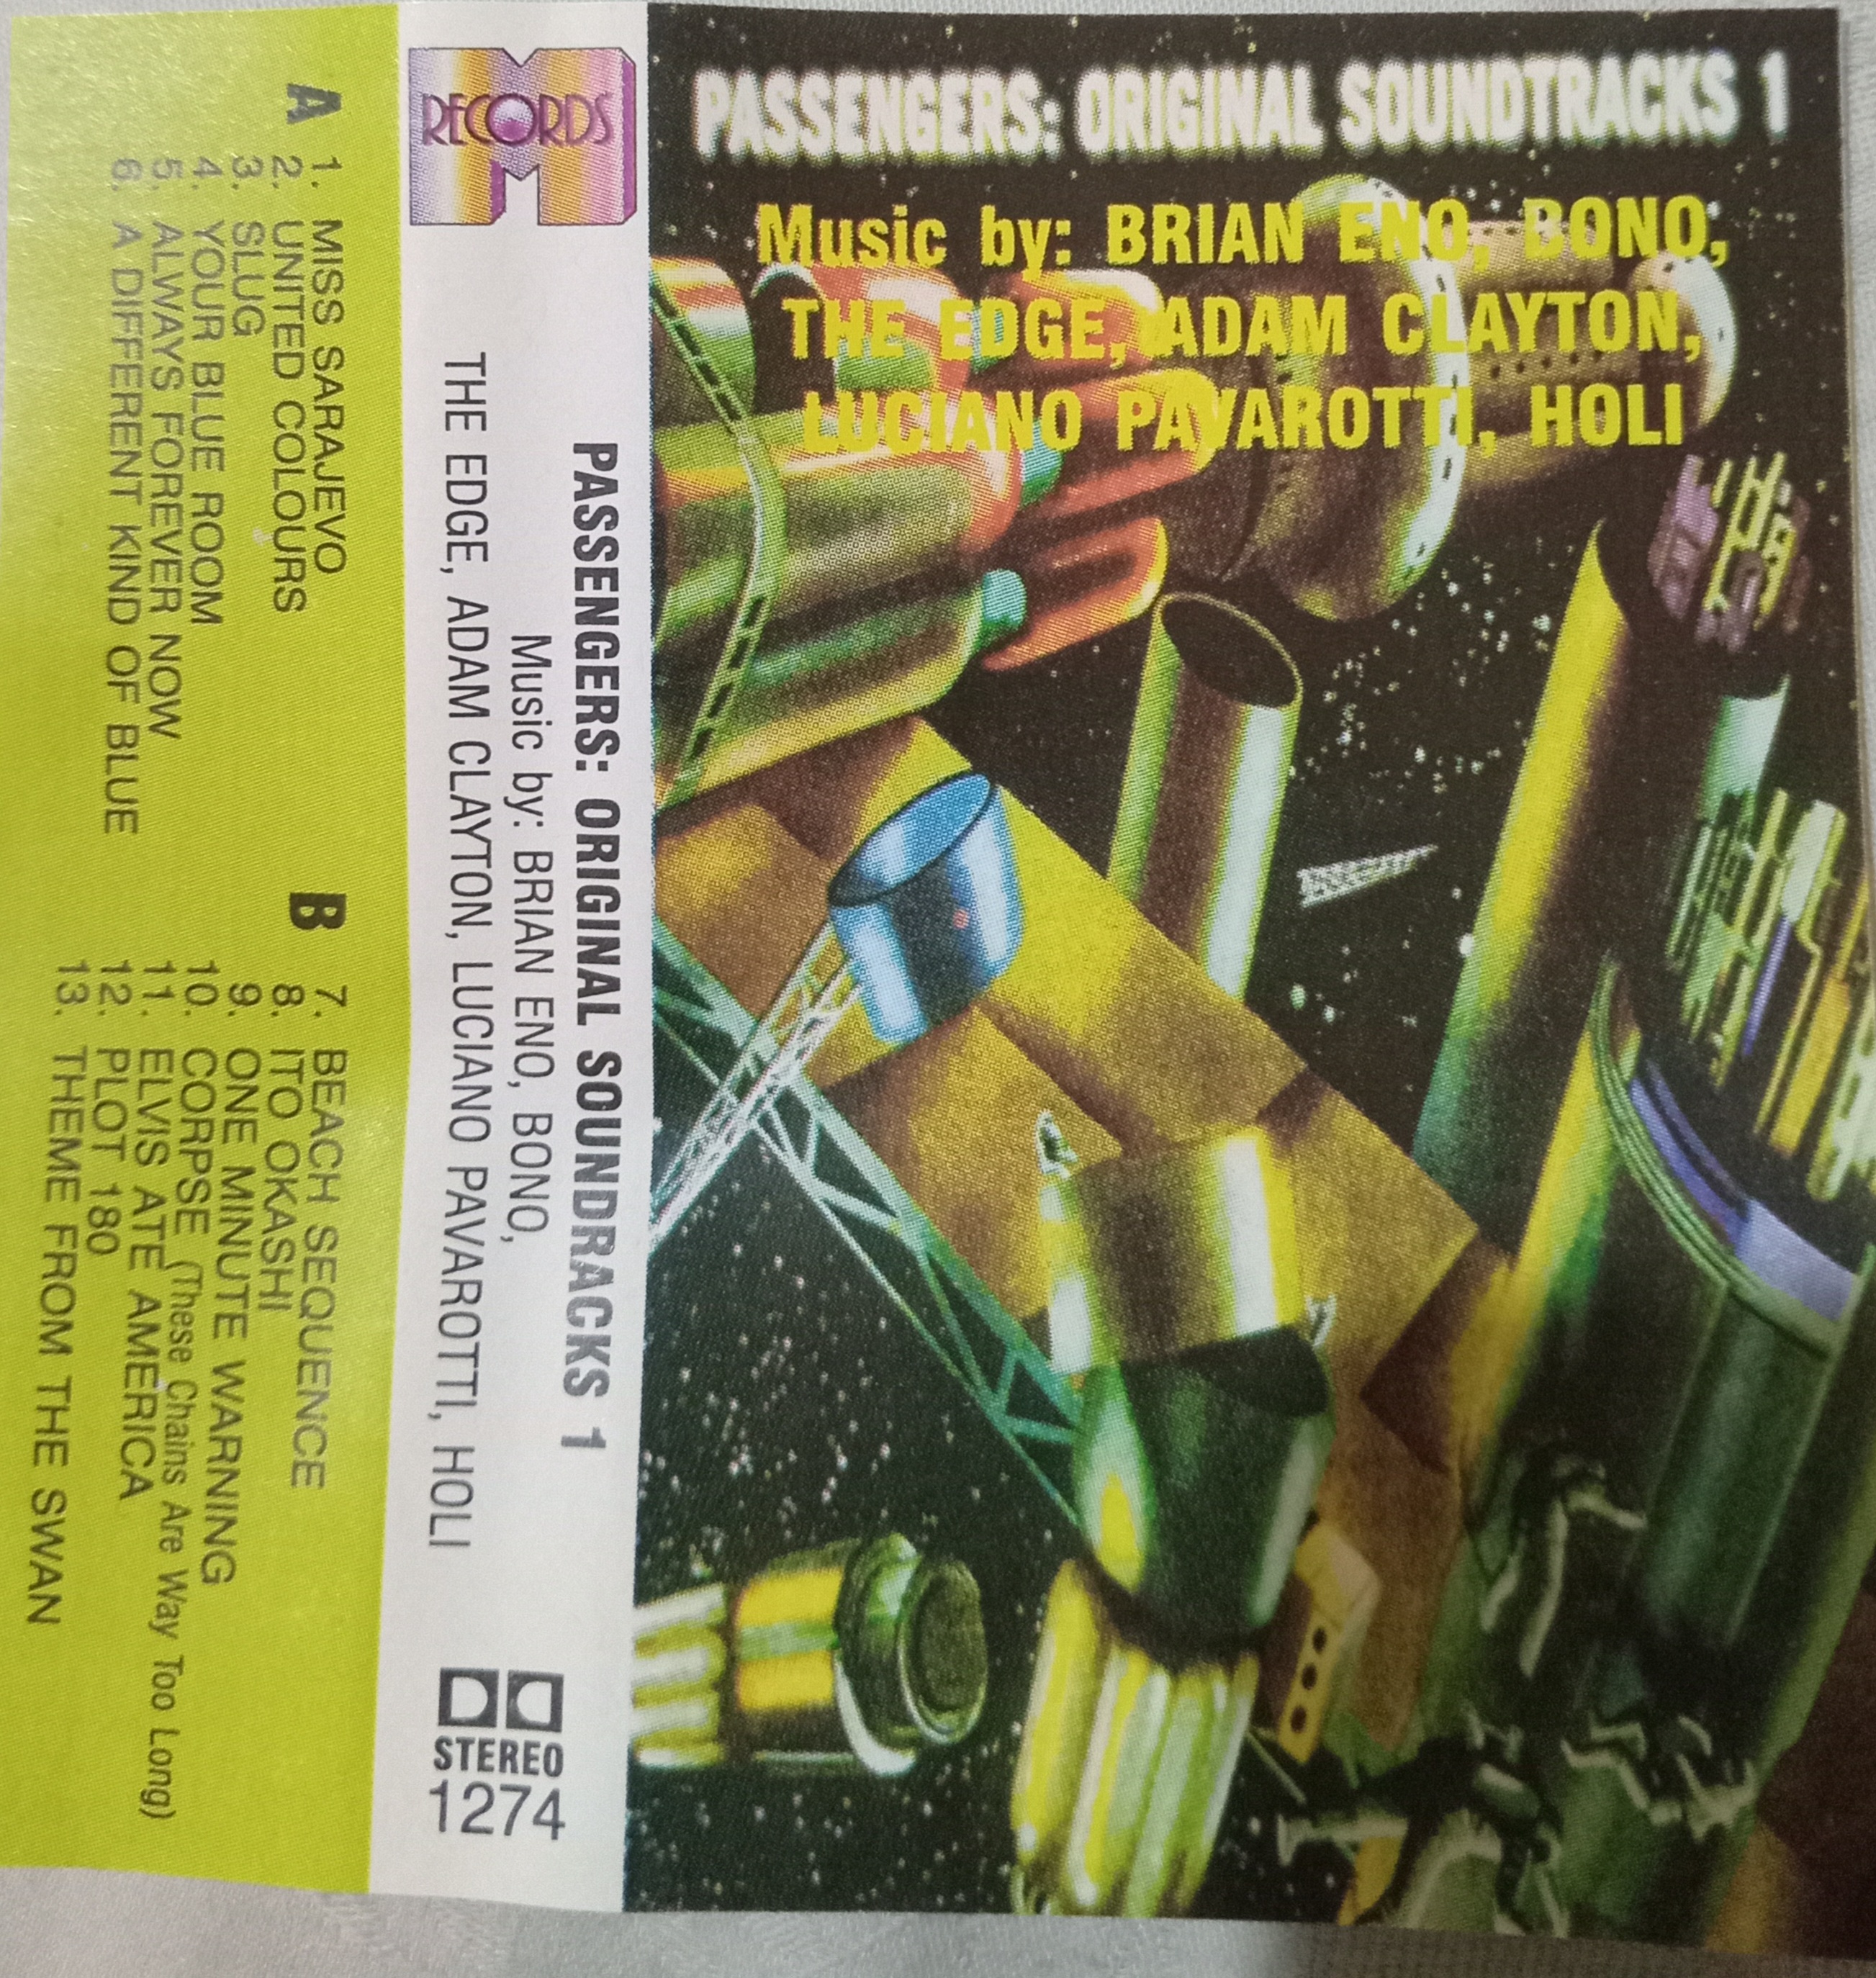 PASSENGERS: ORIGINAL SOUNDTRACKS 1
Music by: BRIAN ENO, BONO,
THE EDGE, ADAM CLAYTON,
LUCIANO PAVAROTTI, HOLI
RECORDS
PASSENGERS: ORIGINAL SOUNDRACKS 1
Music by: BRIAN ENO, BONO,
THE EDGE, ADAM CLAYTON, LUCIANO PAVAROTTI, HOLI
STEREO
1274
A
1. MISS SARAJEVO
2. UNITED COLOURS
3. SLUG
4. YOUR BLUE ROOM
5. ALWAYS FOREVER NOW
6. A DIFFERENT KIND OF BLUE
B
7. BEACH SEQUENCE
8. ITO OKASHI
9. ONE MINUTE WARNING
10. CORPSE (These Chains Are Way Too Long)
11. ELVIS ATE AMERICA
12. PLOT 180
13. THEME FROM THE SWAN